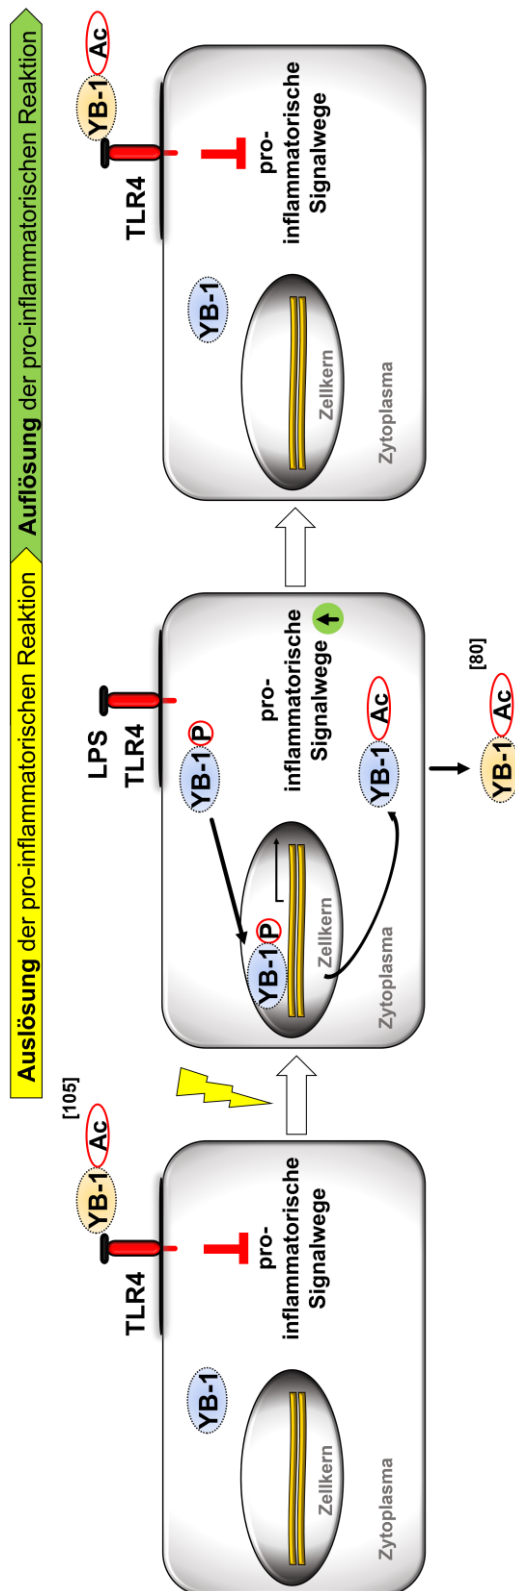 Auslösung der pro-inflammatorischen Reaktion
Auflösung der pro-inflammatorischen Reaktion
YB-1 Ac
[105]
TLR4
YB-1
pro-
inflammatorische
Signalwege
Zellkern
Zytoplasma
LPS
TLR4
YB-1 P
YB-1 P
pro-
inflammatorische
Signalwege
Zellkern
Zytoplasma
YB-1 Ac
YB-1 Ac
[80]
YB-1 Ac
TLR4
YB-1
pro-
inflammatorische
Signalwege
Zellkern
Zytoplasma